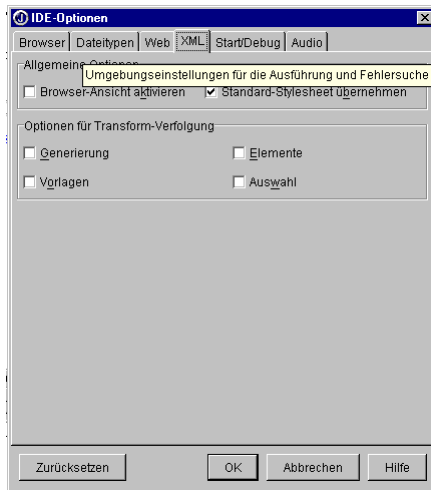 IDE-Optionen
Browser Dateitypen Web XML Start/Debug Audio
Allgemeine Optionen
Umgebungseinstellungen für die Ausführung und Fehlersuche
Browser-Ansicht aktivieren Standard-Stylesheet übernehmen
Optionen für Transform-Verfolgung
Generierung Elemente
Vorlagen Auswahl
Zurücksetzen OK Abbrechen Hilfe